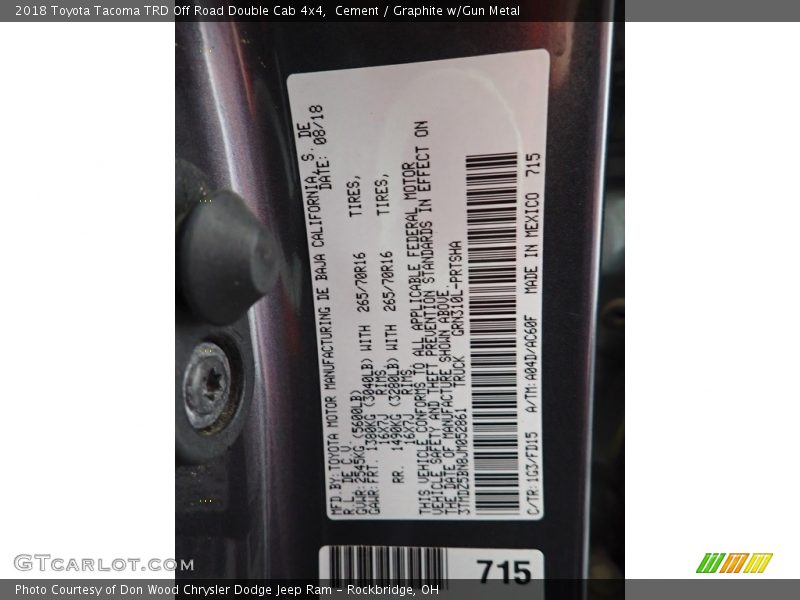 2018 Toyota Tacoma TRD Off Road Double Cab 4x4,  Cement / Graphite w/Gun Metal
MFD.BY:TOYOTA MOTOR MANUFACTURING DE BAJA CALIFORNIA, S. DE
R.L. DE C.V. DATE: 08/18
GVWR:2545KG (5600LB)
GAWR:FRT. 1380KG (3040LB) WITH 265/70R16 TIRES,
16X7J RIMS
RR. 1490KG (3280LB) WITH 265/70R16 TIRES,
16X7J RIMS.
THIS VEHICLE CONFORMS TO ALL APPLICABLE FEDERAL MOTOR
VEHICLE SAFETY AND THEFT PREVENTION STANDARDS IN EFFECT ON
THE DATE OF MANUFACTURE SHOWN ABOVE.
3TMDZ5BN8JM052861 TRUCK GRN310L-PRTSHA
C/TR:1G3/FD15 A/TM:A04D/AC60F MADE IN MEXICO 715
715
GTCARLOT.COM
Photo Courtesy of Don Wood Chrysler Dodge Jeep Ram – Rockbridge, OH